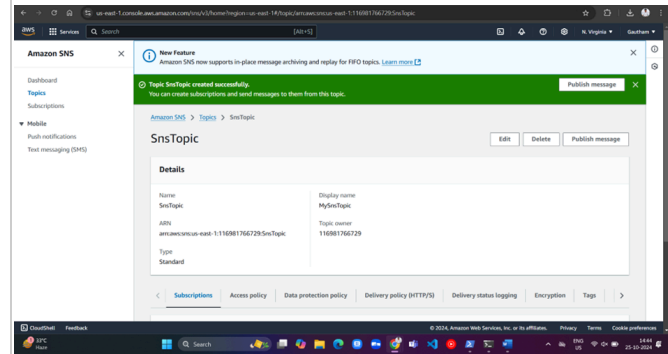 us-east-1.console.aws.amazon.com/sns/v3/home?region=us-east-1#/topic/arn:aws:sns:us-east-1:116981766729:SnsTopic
aws Services Search [Alt+S] N. Virginia Gautham
Amazon SNS
New Feature
Amazon SNS now supports in-place message archiving and replay for FIFO topics. Learn more
Dashboard
Topics
Subscriptions
Mobile
Push notifications
Text messaging (SMS)
Topic SnsTopic created successfully.
You can create subscriptions and send messages to them from this topic.
Publish message
Amazon SNS > Topics > SnsTopic
SnsTopic
Edit Delete Publish message
Details
Name
SnsTopic
Display name
MySnsTopic
ARN
arn:aws:sns:us-east-1:116981766729:SnsTopic
Topic owner
116981766729
Type
Standard
Subscriptions Access policy Data protection policy Delivery policy (HTTP/S) Delivery status logging Encryption Tags
CloudShell Feedback © 2024, Amazon Web Services, Inc. or its affiliates. Privacy Terms Cookie preferences
33°C
Haze
Search
ENG
US
14:44
25-10-2024